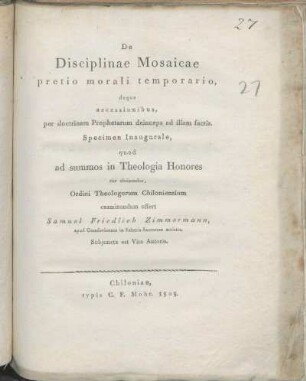 27
De
Disciplinae Mosaicae
pretio morali temporario,
deque
accessionibus,
per doctrinam Prophetarum deinceps ad illam factis.
Specimen Inaugurale,
quod
27
ad summos in Theologia Honores
rite
Ordini Theologorum Chiloniensium
examinandum offert
Samuel Friedlieb Zimmermann,
apud
Subjuncta est Vita Autoris.
Chiloniae,
typis C. F. Mohr.